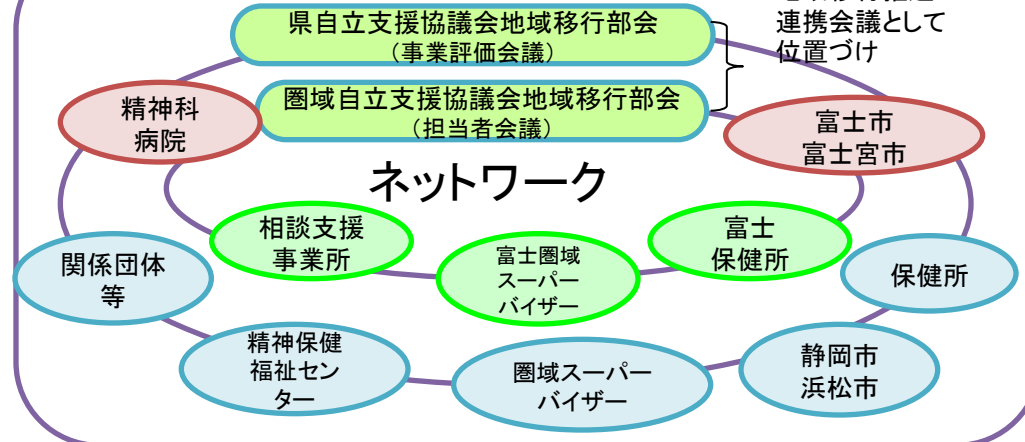 県自立支援協議会地域移行部会
（事業評価会議）
連携会議として
位置づけ
圏域自立支援協議会地域移行部会
（担当者会議）
精神科
病院
富士市
富士宮市
ネットワーク
相談支援
事業所
富士圏域
スーパー
バイザー
富士
保健所
関係団体
等
保健所
精神保健
福祉セン
ター
圏域スーパー
バイザー
静岡市
浜松市